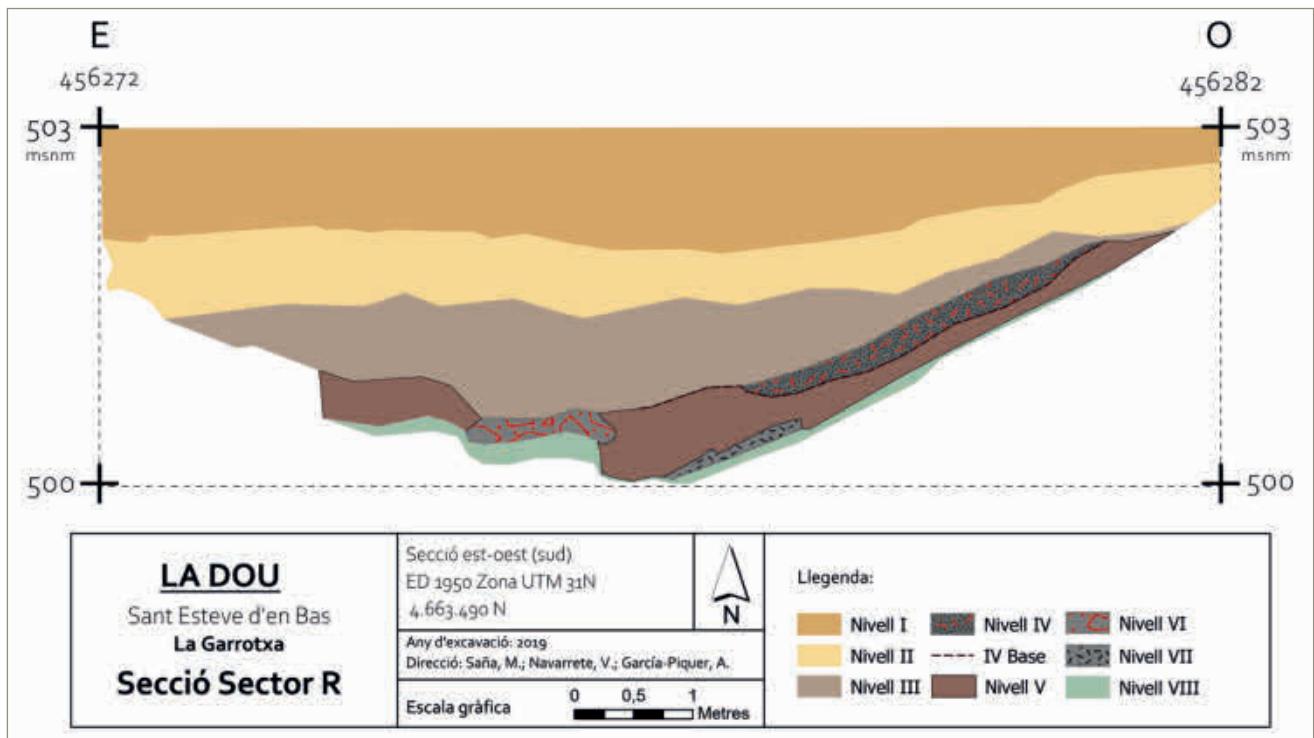 E
O
456272
456282
503
503
msnm
msnm
500
500
LA DOU
Sant Esteve d'en Bas
La Garrotxa
Secció Sector R
Secció est-oest (sud)
ED 1950 Zona UTM 31N
4.663.490 N
N
Any d'excavació: 2019
Direcció: Saña, M.; Navarrete, V.; García-Piquer, A.
Escala gràfica
0 0,5 1
Metres
Llegenda:
Nivell I
Nivell II
Nivell III
Nivell IV
IV Base
Nivell V
Nivell VI
Nivell VII
Nivell VIII